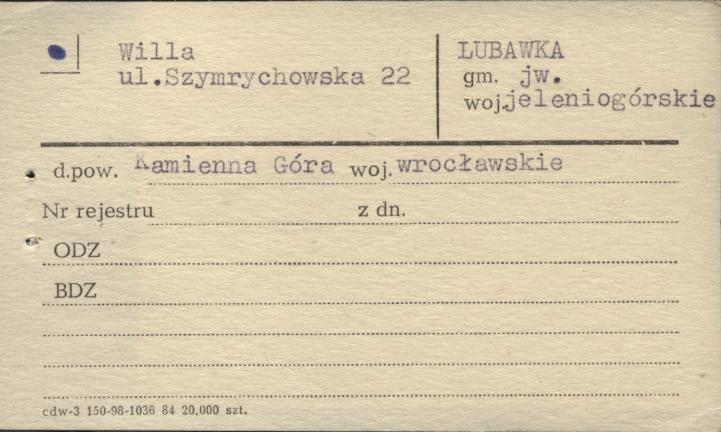 Willa
ul.Szymrychowska 22
ŁUBAWKA
gm. jw.
woj.jeleniogórskie
d.pow. Kamienna Góra woj. wrocławskie
Nr rejestru z dn.
ODZ
BDZ
cdw-3 150-98-1036 84 20.000 szt.